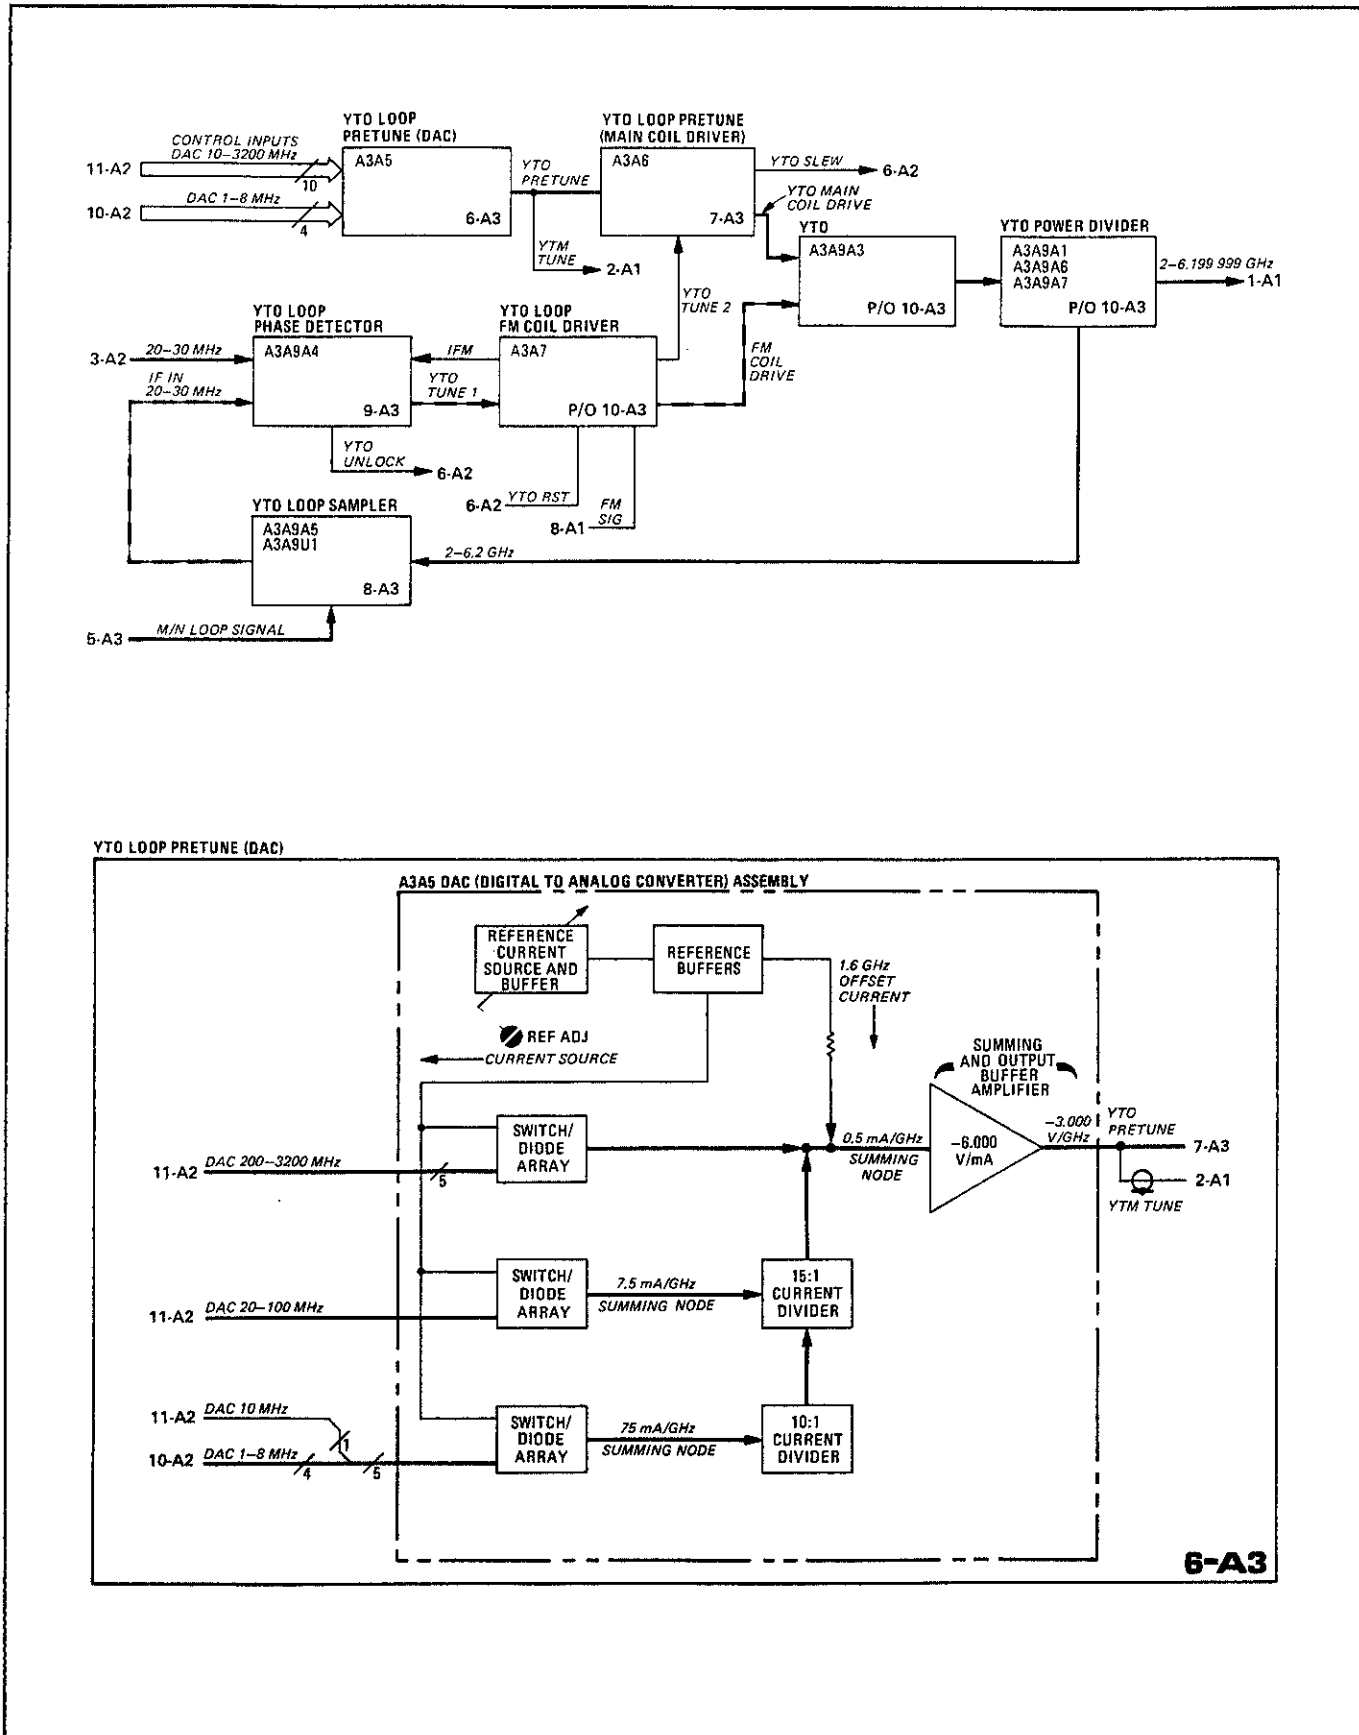 YTO LOOP
PRETUNE (DAC)
YTO LOOP PRETUNE
(MAIN COIL DRIVER)
CONTROL INPUTS
DAC 10–3200 MHz
11-A2
10
A3A5
6-A3
DAC 1–8 MHz
10-A2
4
YTO
PRETUNE
YTM
TUNE
2-A1
A3A6
7-A3
YTO SLEW
6-A2
YTO MAIN
COIL DRIVE
YTO
A3A9A3
P/O 10-A3
YTO POWER DIVIDER
A3A9A1
A3A9A6
A3A9A7
P/O 10-A3
2–6.199 999 GHz
1-A1
YTO LOOP
PHASE DETECTOR
A3A9A4
9-A3
3-A2
20–30 MHz
IF IN
20–30 MHz
IFM
YTO
TUNE 1
YTO LOOP
FM COIL DRIVER
A3A7
P/O 10-A3
YTO
TUNE 2
FM
COIL
DRIVE
YTO
UNLOCK
6-A2
6-A2
YTO RST
8-A1
FM
SIG
YTO LOOP SAMPLER
A3A9A5
A3A9U1
8-A3
2–6.2 GHz
5-A3
M/N LOOP SIGNAL
YTO LOOP PRETUNE (DAC)
A3A5 DAC (DIGITAL TO ANALOG CONVERTER) ASSEMBLY
REFERENCE
CURRENT
SOURCE AND
BUFFER
REFERENCE
BUFFERS
1.6 GHz
OFFSET
CURRENT
REF ADJ
CURRENT SOURCE
SUMMING
AND OUTPUT
BUFFER
AMPLIFIER
SWITCH/
DIODE
ARRAY
11-A2
DAC 200–3200 MHz
5
0.5 mA/GHz
SUMMING
NODE
–6.000
V/mA
–3.000
V/GHz
YTO
PRETUNE
7-A3
2-A1
YTM TUNE
SWITCH/
DIODE
ARRAY
11-A2
DAC 20–100 MHz
7.5 mA/GHz
SUMMING NODE
15:1
CURRENT
DIVIDER
11-A2
DAC 10 MHz
1
10-A2
DAC 1–8 MHz
4
5
SWITCH/
DIODE
ARRAY
75 mA/GHz
SUMMING NODE
10:1
CURRENT
DIVIDER
6-A3